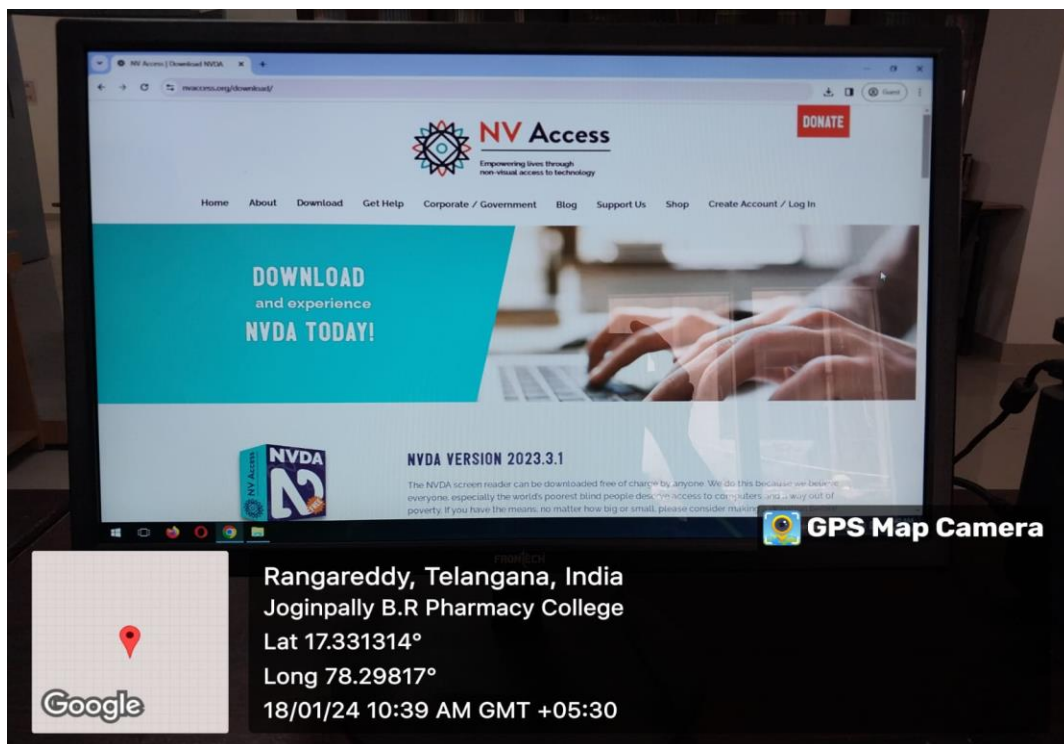 NV Access | Download NVDA
nvaccess.org/download/
Guest
DONATE
NV Access
Empowering lives through
non-visual access to technology
Home About Download Get Help Corporate / Government Blog Support Us Shop Create Account / Log In
DOWNLOAD
and experience
NVDA TODAY!
NV Access
NVDA
NVDA VERSION 2023.3.1
The NVDA screen reader can be downloaded free of charge by anyone. We do this because we believe
everyone, especially the world's poorest blind people deserve access to computers and a way out of
poverty. If you have the means, no matter how big or small, please consider making
GPS Map Camera
FRONTECH
Rangareddy, Telangana, India
Joginpally B.R Pharmacy College
Lat 17.331314°
Long 78.29817°
Google
18/01/24 10:39 AM GMT +05:30